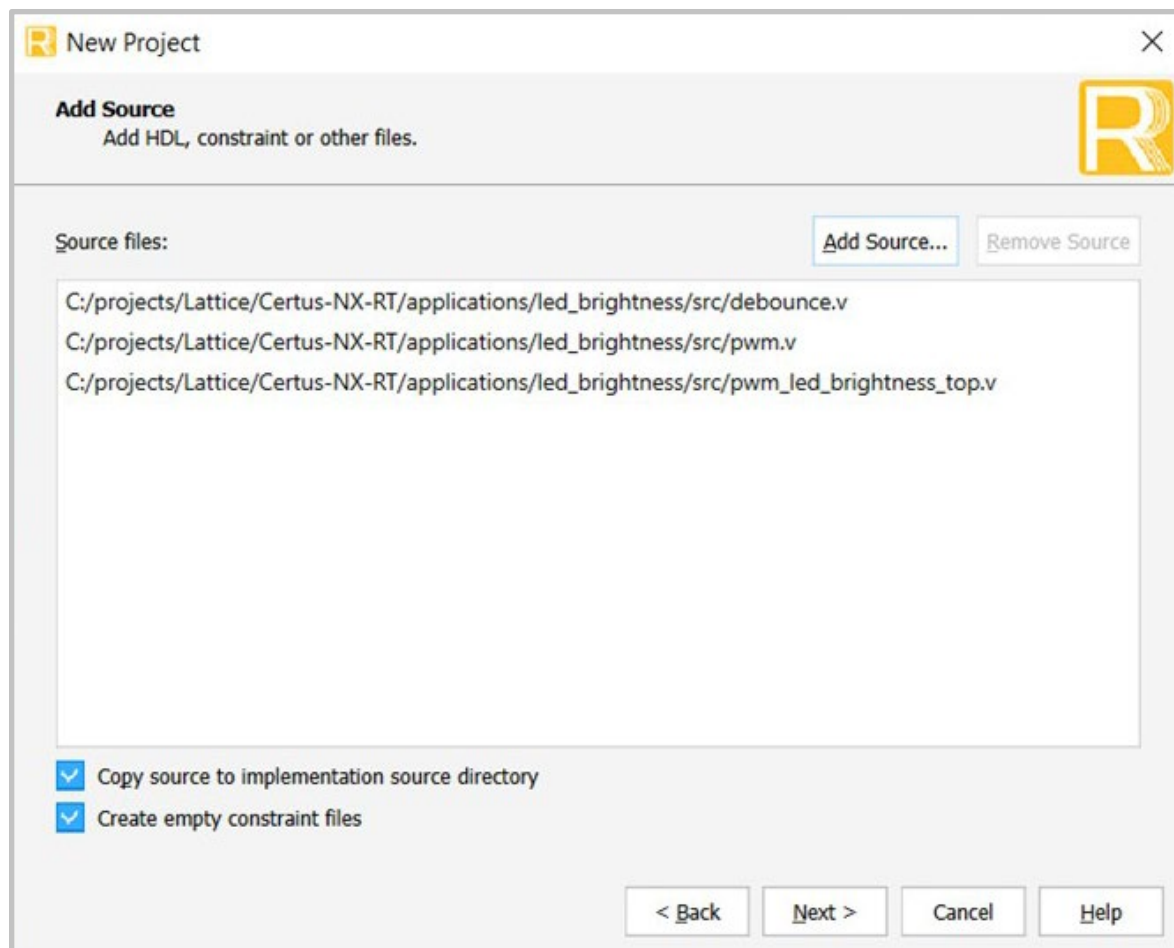 New Project
Add Source
Add HDL, constraint or other files.
Source files:
Add Source...
Remove Source
C:/projects/Lattice/Certus-NX-RT/applications/led_brightness/src/debounce.v
C:/projects/Lattice/Certus-NX-RT/applications/led_brightness/src/pwm.v
C:/projects/Lattice/Certus-NX-RT/applications/led_brightness/src/pwm_led_brightness_top.v
Copy source to implementation source directory
Create empty constraint files
< Back
Next >
Cancel
Help